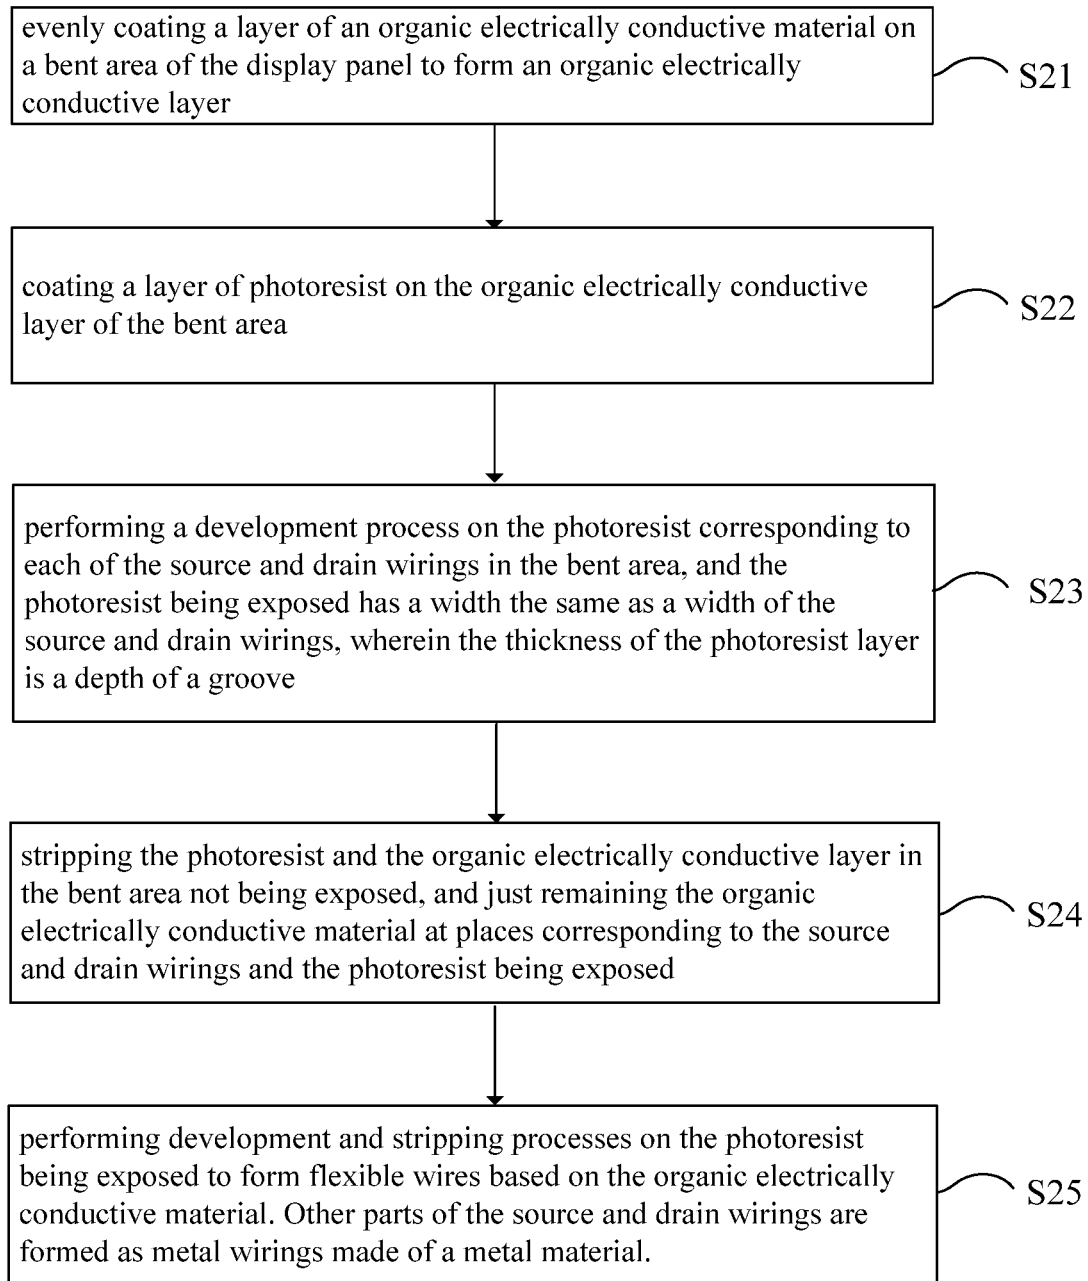 evenly coating a layer of an organic electrically conductive material on
a bent area of the display panel to form an organic electrically
conductive layer
S21
coating a layer of photoresist on the organic electrically conductive
layer of the bent area
S22
performing a development process on the photoresist corresponding to
each of the source and drain wirings in the bent area, and the
photoresist being exposed has a width the same as a width of the
source and drain wirings, wherein the thickness of the photoresist layer
is a depth of a groove
S23
stripping the photoresist and the organic electrically conductive layer in
the bent area not being exposed, and just remaining the organic
electrically conductive material at places corresponding to the source
and drain wirings and the photoresist being exposed
S24
performing development and stripping processes on the photoresist
being exposed to form flexible wires based on the organic electrically
conductive material. Other parts of the source and drain wirings are
formed as metal wirings made of a metal material.
S25